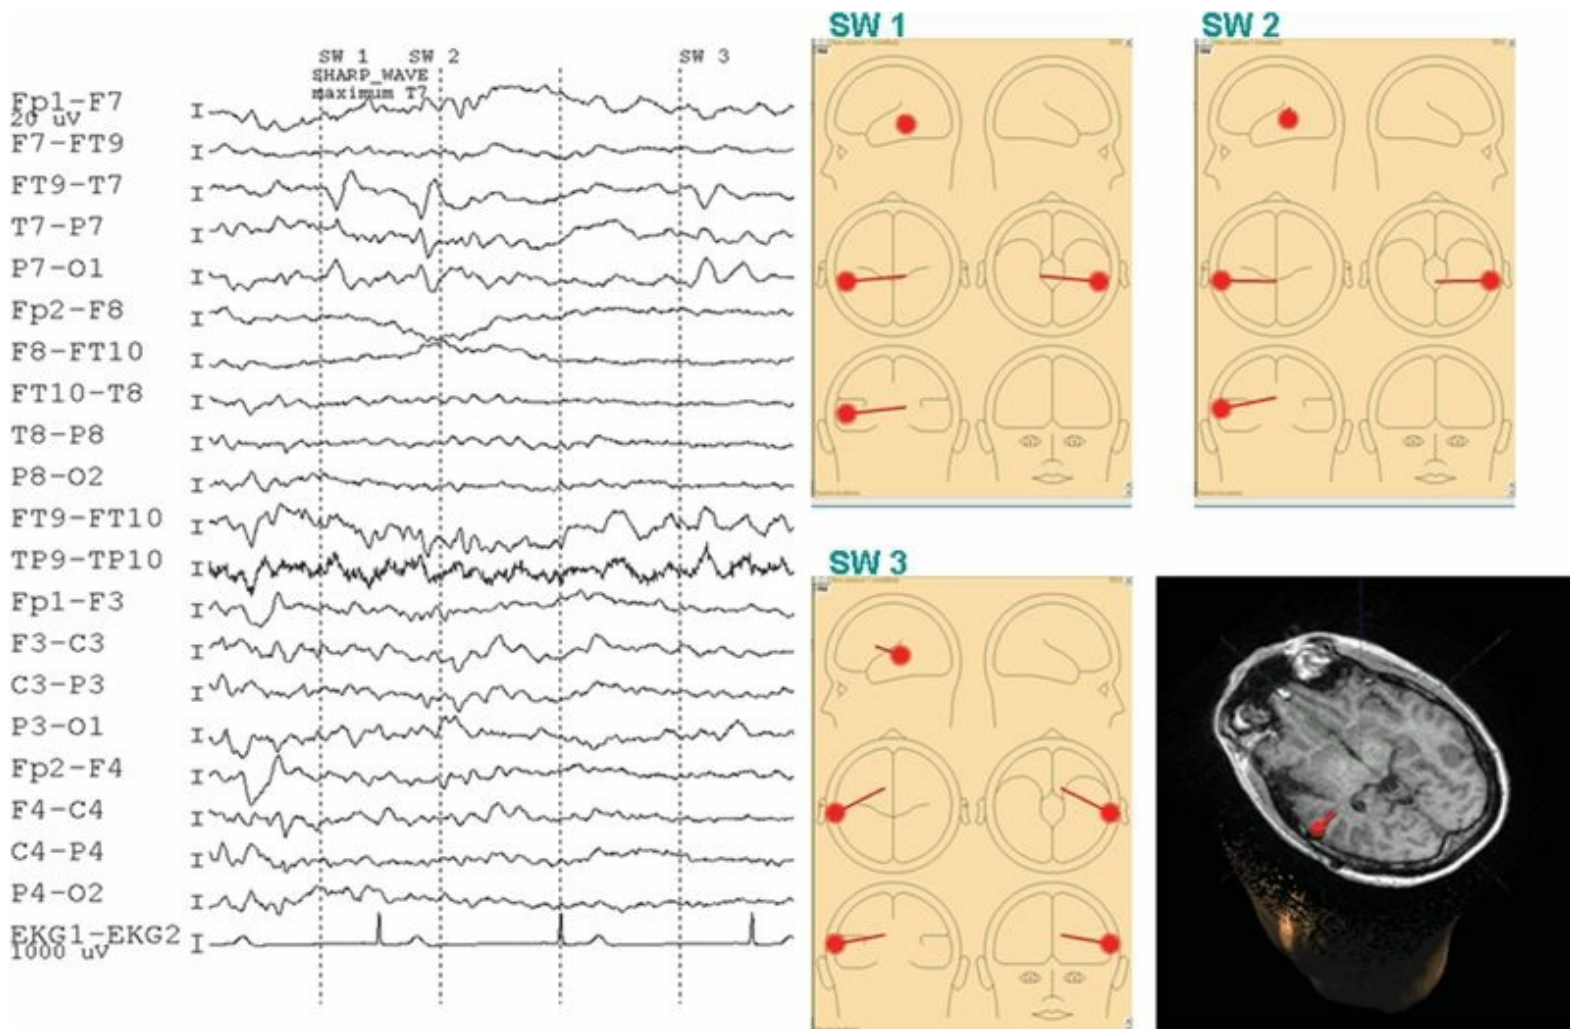 SW 1
SW 2
SW 1 SW 2 SW 3
SHARP_WAVE
maximum T7
Fp1-F7
20 uV
F7-FT9
FT9-T7
T7-P7
P7-O1
Fp2-F8
F8-FT10
FT10-T8
T8-P8
P8-O2
FT9-FT10
TP9-TP10
Fp1-F3
F3-C3
C3-P3
P3-O1
Fp2-F4
F4-C4
C4-P4
P4-O2
EKG1-EKG2
1000 uV
SW 3